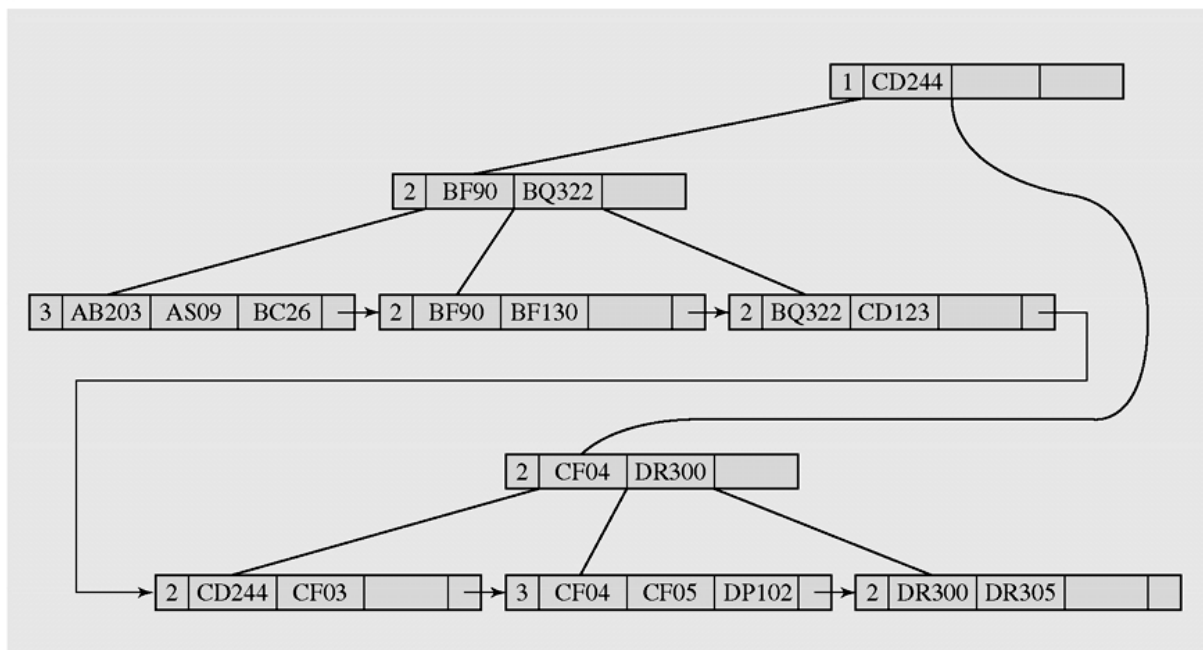 1 CD244
2 BF90 BQ322
3 AB203 AS09 BC26 2 BF90 BF130 2 BQ322 CD123
2 CF04 DR300
2 CD244 CF03 3 CF04 CF05 DP102 2 DR300 DR305